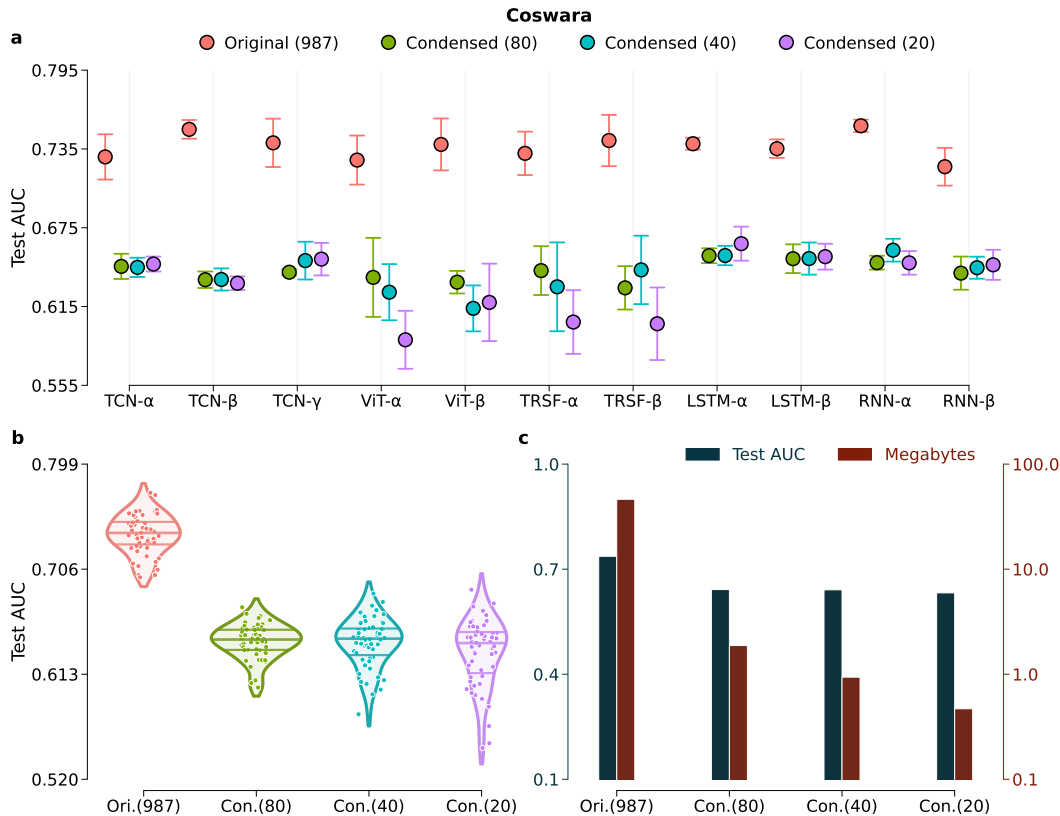 Coswara
a
Original (987) Condensed (80) Condensed (40) Condensed (20)
Test AUC
0.795
0.735
0.675
0.615
0.555
TCN-α TCN-β TCN-γ ViT-α ViT-β TRSF-α TRSF-β LSTM-α LSTM-β RNN-α RNN-β
b
Test AUC
0.799
0.706
0.613
0.520
Ori.(987) Con.(80) Con.(40) Con.(20)
c
Test AUC Megabytes
1.0 100.0
0.7 10.0
0.4 1.0
0.1 0.1
Ori.(987) Con.(80) Con.(40) Con.(20)